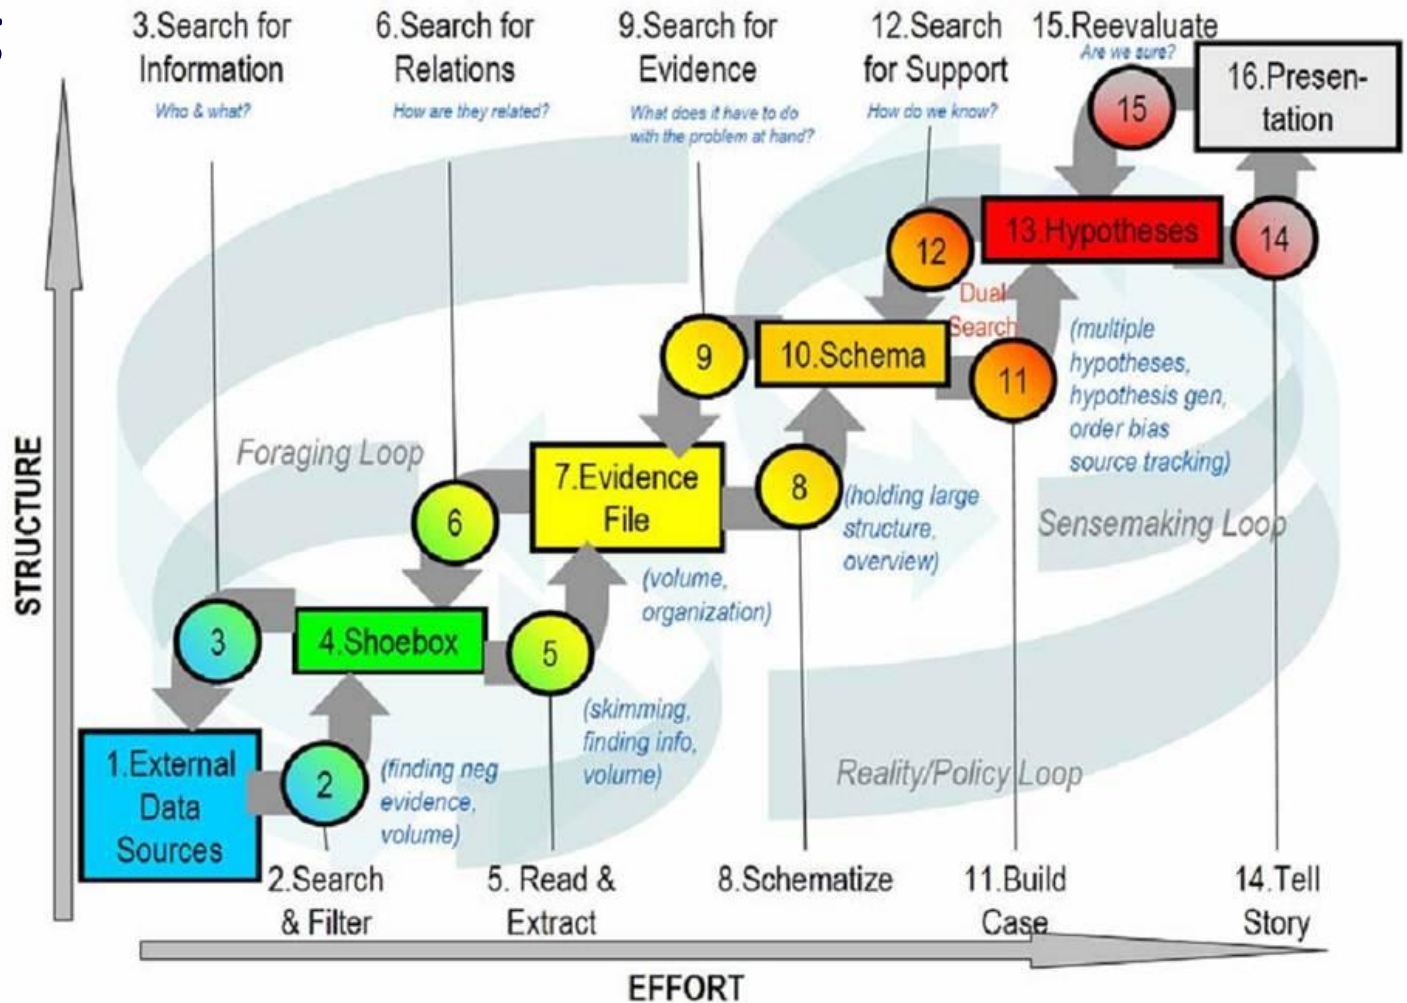 3.Search for
Information
Who & what?
6.Search for
Relations
How are they related?
9.Search for
Evidence
What does it have to do
with the problem at hand?
12.Search
for Support
How do we know?
15.Reevaluate
Are we sure?
16.Presen-
tation
15
12
13.Hypotheses
14
Dual
Search
9
10.Schema
11
(multiple
hypotheses,
hypothesis gen,
order bias
source tracking)
Foraging Loop
6
7.Evidence
File
8
(holding large
structure,
overview)
Sensemaking Loop
(volume,
organization)
3
4.Shoebox
5
(skimming,
finding info,
volume)
1.External
Data
Sources
2
(finding neg
evidence,
volume)
Reality/Policy Loop
2.Search
& Filter
5. Read &
Extract
8.Schematize
11.Build
Case
14.Tell
Story
STRUCTURE
EFFORT